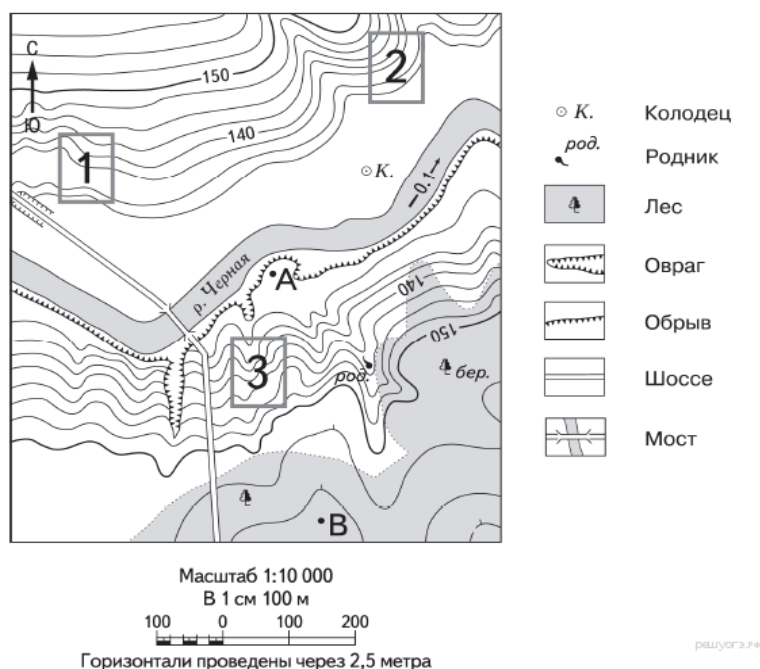 С
Ю
150
2
140
1
К.
0.1
р. Черная
А
140
150
3
род.
бер.
В
К. Колодец
род. Родник
Лес
Овраг
Обрыв
Шоссе
Мост
Масштаб 1:10 000
В 1 см 100 м
100 0 100 200
Горизонтали проведены через 2,5 метра
решуогэ.рф